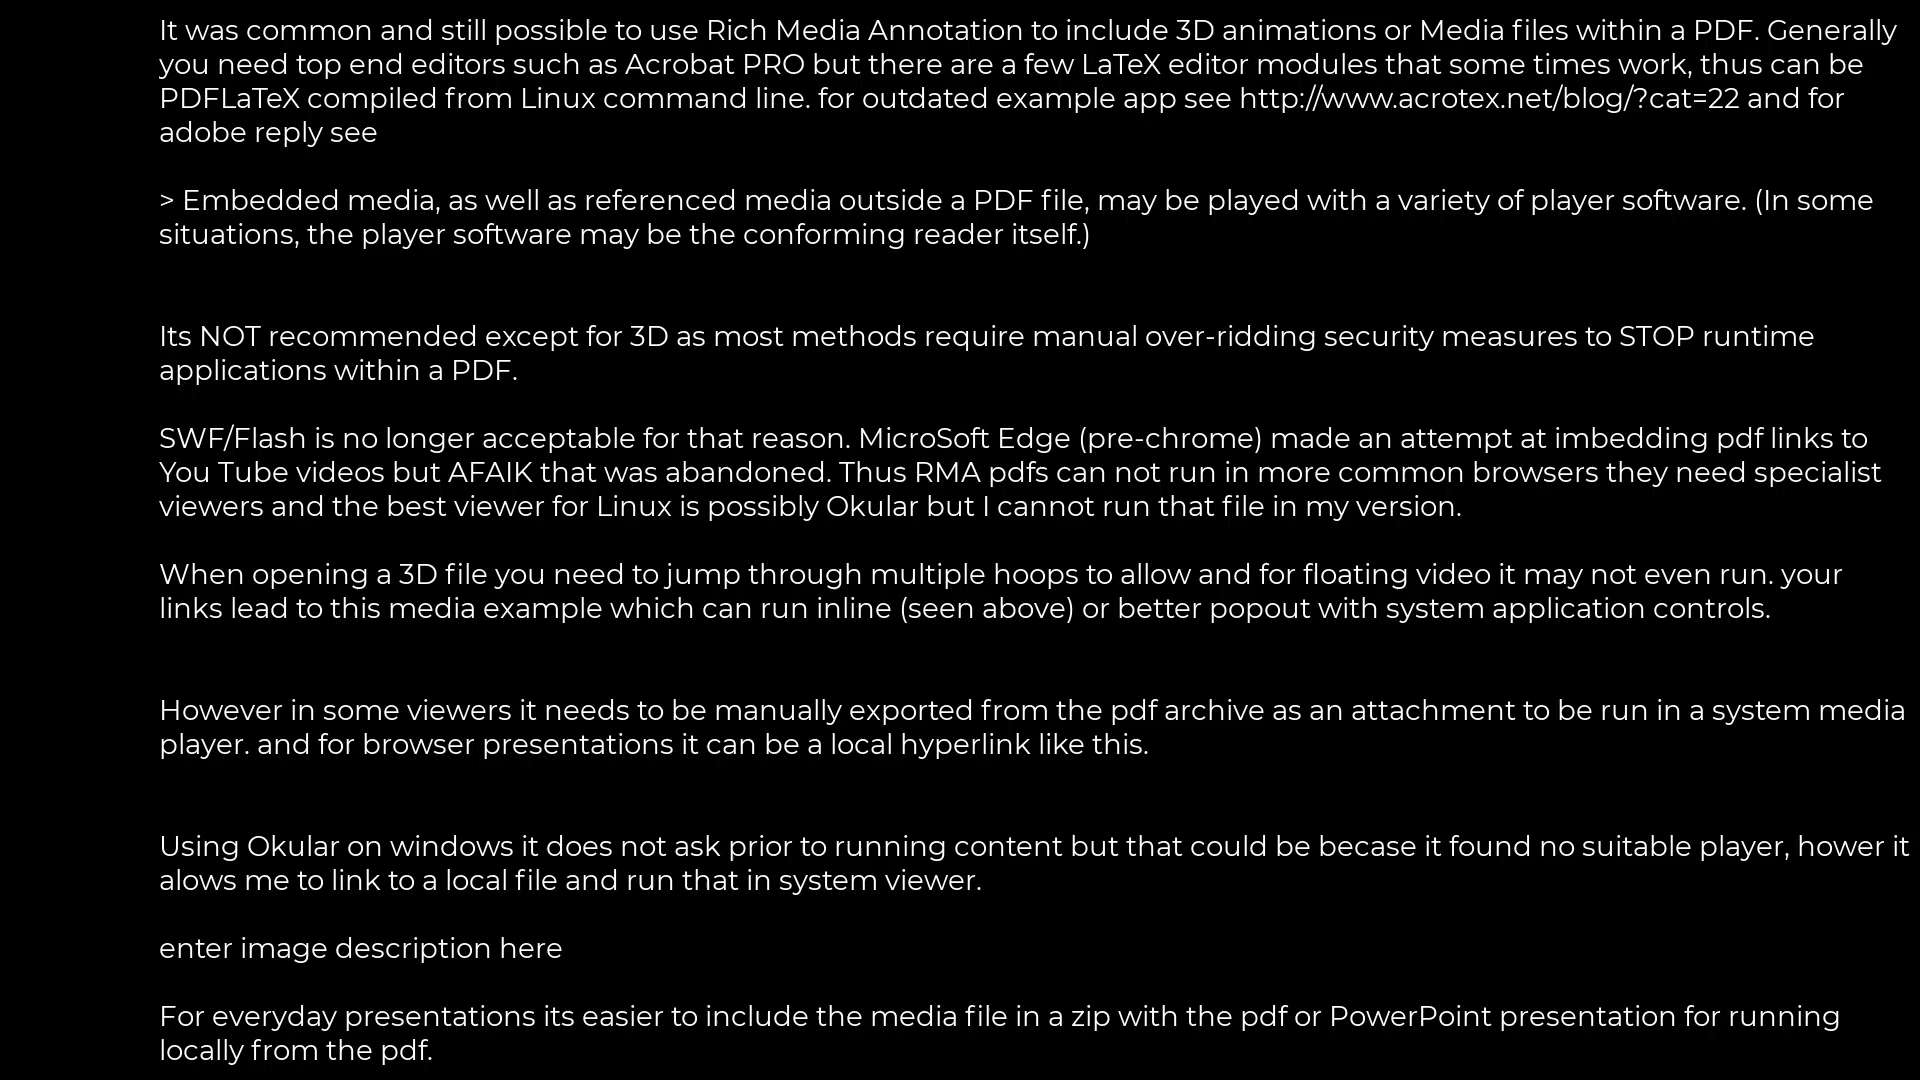 It was common and still possible to use Rich Media Annotation to include 3D animations or Media files within a PDF. Generally
you need top end editors such as Acrobat PRO but there are a few LaTeX editor modules that some times work, thus can be
PDFLaTeX compiled from Linux command line. for outdated example app see http://www.acrotex.net/blog/?cat=22 and for
adobe reply see
> Embedded media, as well as referenced media outside a PDF file, may be played with a variety of player software. (In some
situations, the player software may be the conforming reader itself.)
Its NOT recommended except for 3D as most methods require manual over-ridding security measures to STOP runtime
applications within a PDF.
SWF/Flash is no longer acceptable for that reason. MicroSoft Edge (pre-chrome) made an attempt at imbedding pdf links to
You Tube videos but AFAIK that was abandoned. Thus RMA pdfs can not run in more common browsers they need specialist
viewers and the best viewer for Linux is possibly Okular but I cannot run that file in my version.
When opening a 3D file you need to jump through multiple hoops to allow and for floating video it may not even run. your
links lead to this media example which can run inline (seen above) or better popout with system application controls.
However in some viewers it needs to be manually exported from the pdf archive as an attachment to be run in a system media
player. and for browser presentations it can be a local hyperlink like this.
Using Okular on windows it does not ask prior to running content but that could be becase it found no suitable player, hower it
alows me to link to a local file and run that in system viewer.
enter image description here
For everyday presentations its easier to include the media file in a zip with the pdf or PowerPoint presentation for running
locally from the pdf.